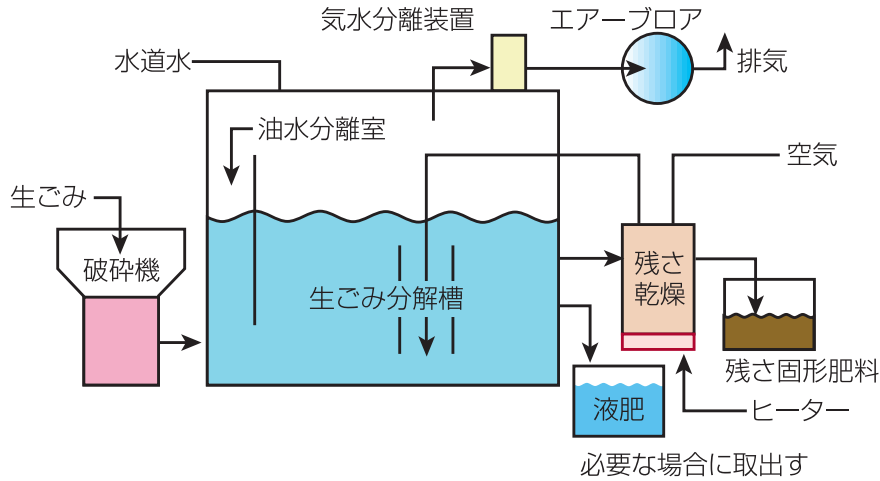 気水分離装置
エアーブロア
水道水
排気
油水分離室
空気
生ごみ
破砕機
残さ
乾燥
生ごみ分解槽
残さ固形肥料
液肥
ヒーター
必要な場合に取出す